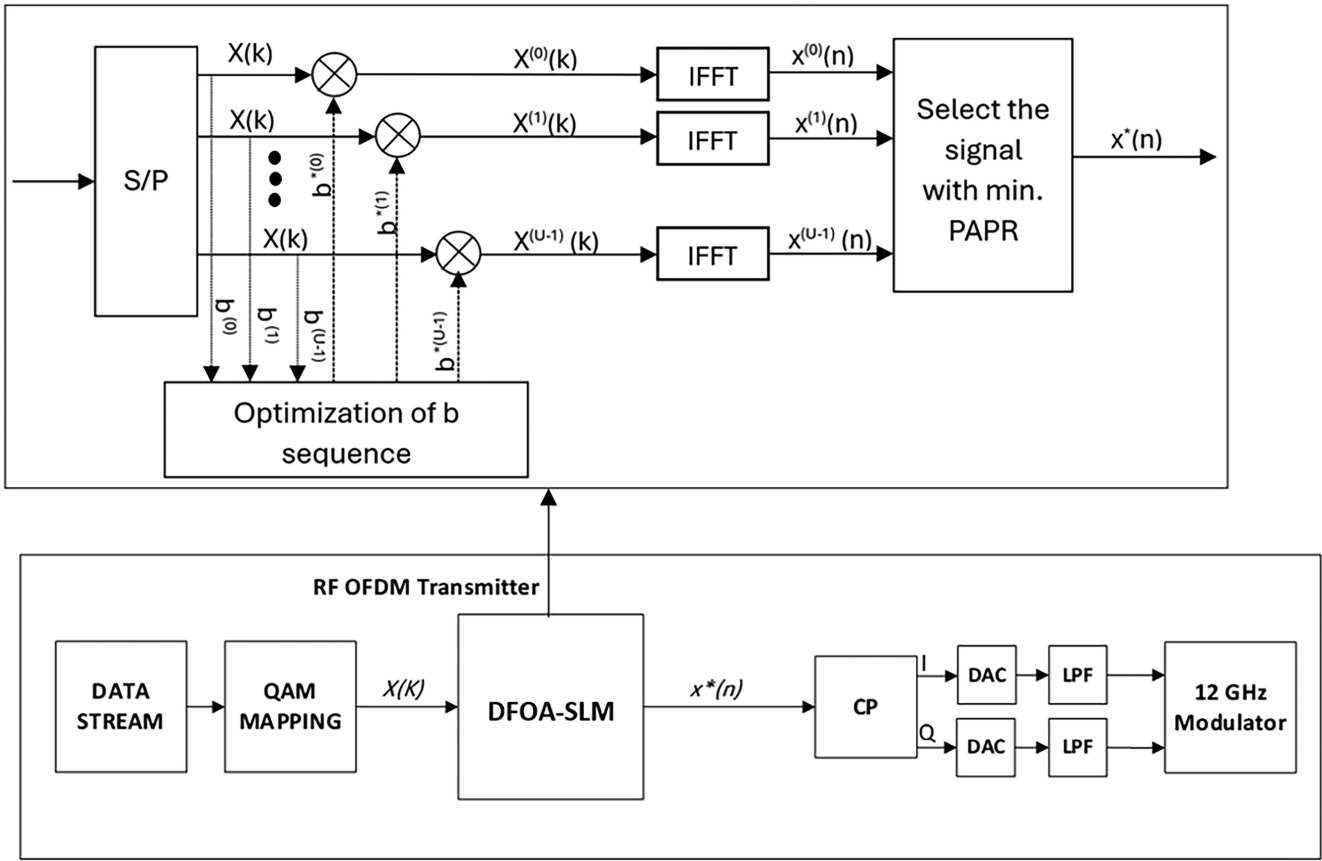 X(k)
X⁽⁰⁾(k)
IFFT
x⁽⁰⁾(n)
X(k)
X⁽¹⁾(k)
IFFT
x⁽¹⁾(n)
S/P
b*⁽⁰⁾
b*⁽¹⁾
Select the
signal
with min.
PAPR
x*(n)
X(k)
X⁽ᵁ⁻¹⁾ (k)
IFFT
x⁽ᵁ⁻¹⁾ (n)
b⁽⁰⁾
b⁽¹⁾
b⁽ᵁ⁻¹⁾
b*⁽ᵁ⁻¹⁾
Optimization of b
sequence
RF OFDM Transmitter
DATA
STREAM
QAM
MAPPING
X(K)
DFOA-SLM
x*(n)
CP
I
DAC
LPF
Q
DAC
LPF
12 GHz
Modulator